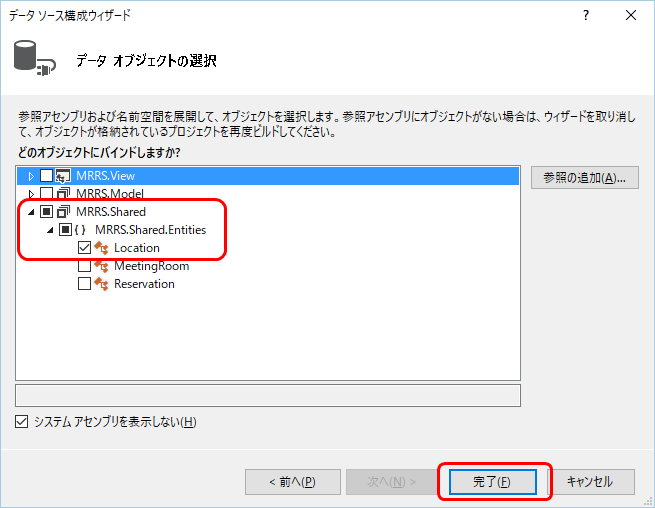 データ ソース構成ウィザード
?
データ オブジェクトの選択
参照アセンブリおよび名前空間を展開して、オブジェクトを選択します。参照アセンブリにオブジェクトがない場合は、ウィザードを取り消し
て、オブジェクトが格納されているプロジェクトを再度ビルドしてください。
どのオブジェクトにバインドしますか?
MRRS.View
参照の追加(A)...
MRRS.Model
MRRS.Shared
{ } MRRS.Shared.Entities
Location
MeetingRoom
Reservation
システム アセンブリを表示しない(H)
< 前へ(P)
次へ(N) >
完了(F)
キャンセル